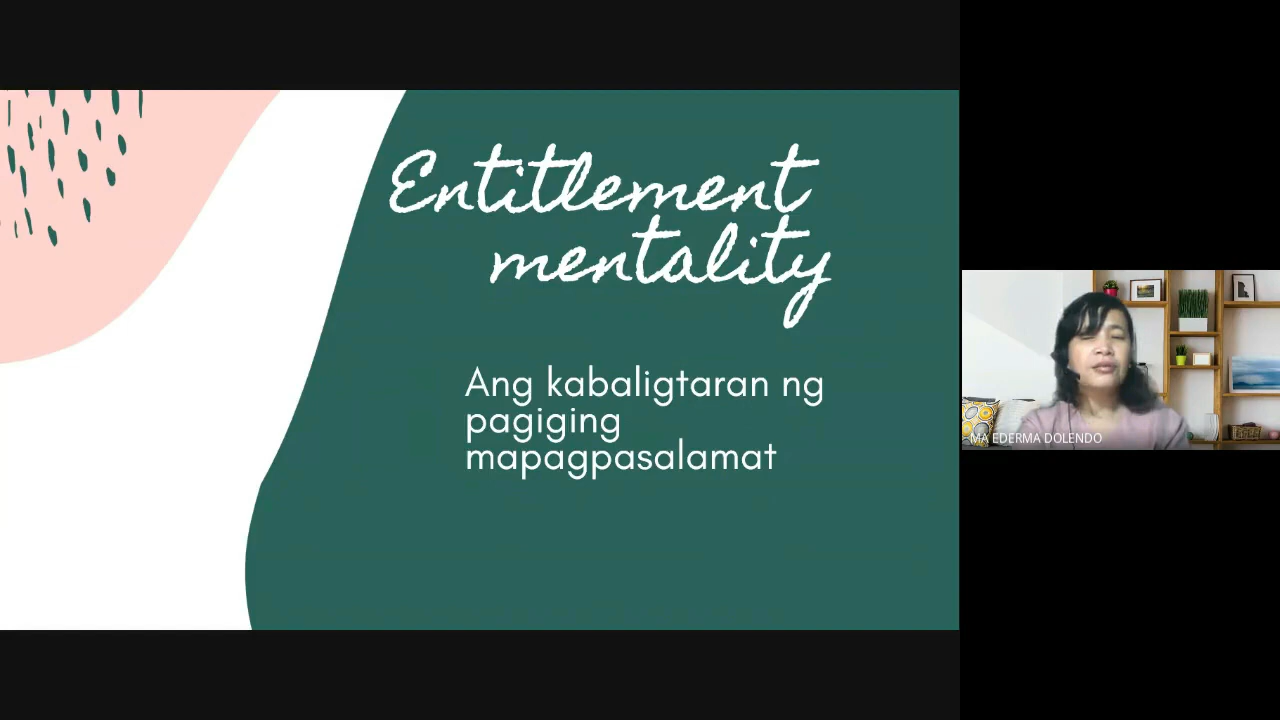 Entitlement
mentality
Ang kabaligtaran ng
pagiging
mapagpasalamat
MA EDERMA DOLENDO